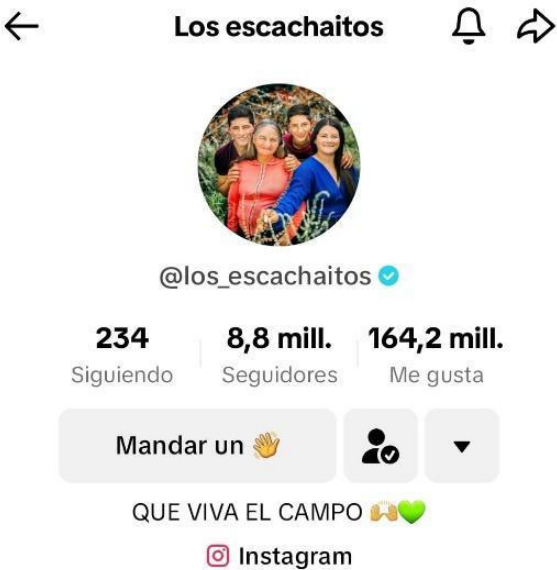 Los escachaitos
@los_escachaitos
234 8,8 mill. 164,2 mill.
Siguiendo Seguidores Me gusta
Mandar un 👋
QUE VIVA EL CAMPO 🙌💚
Instagram